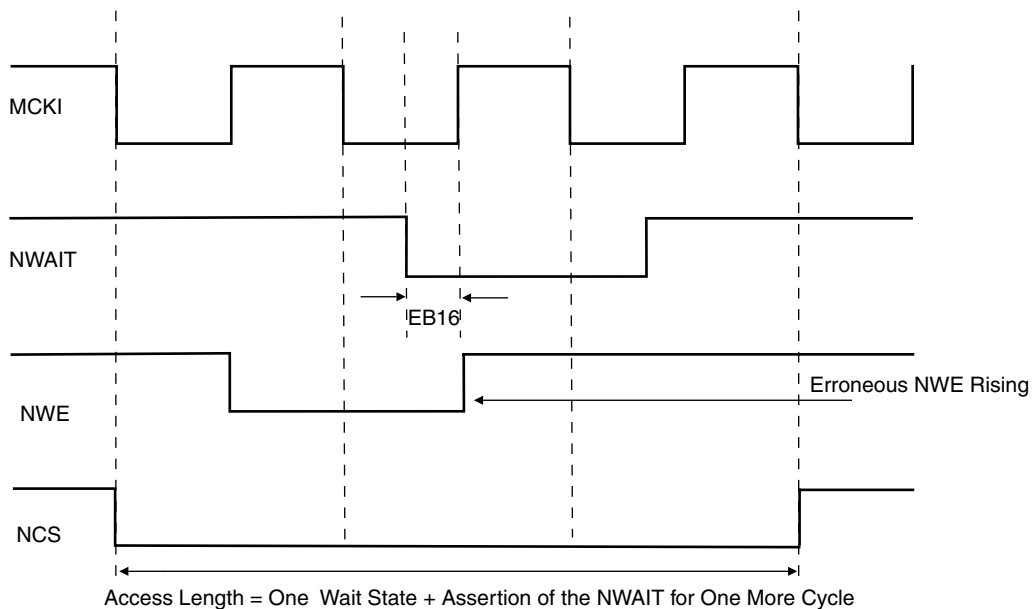 MCKI
NWAIT
EB16
Erroneous NWE Rising
NWE
NCS
Access Length = One Wait State + Assertion of the NWAIT for One More Cycle